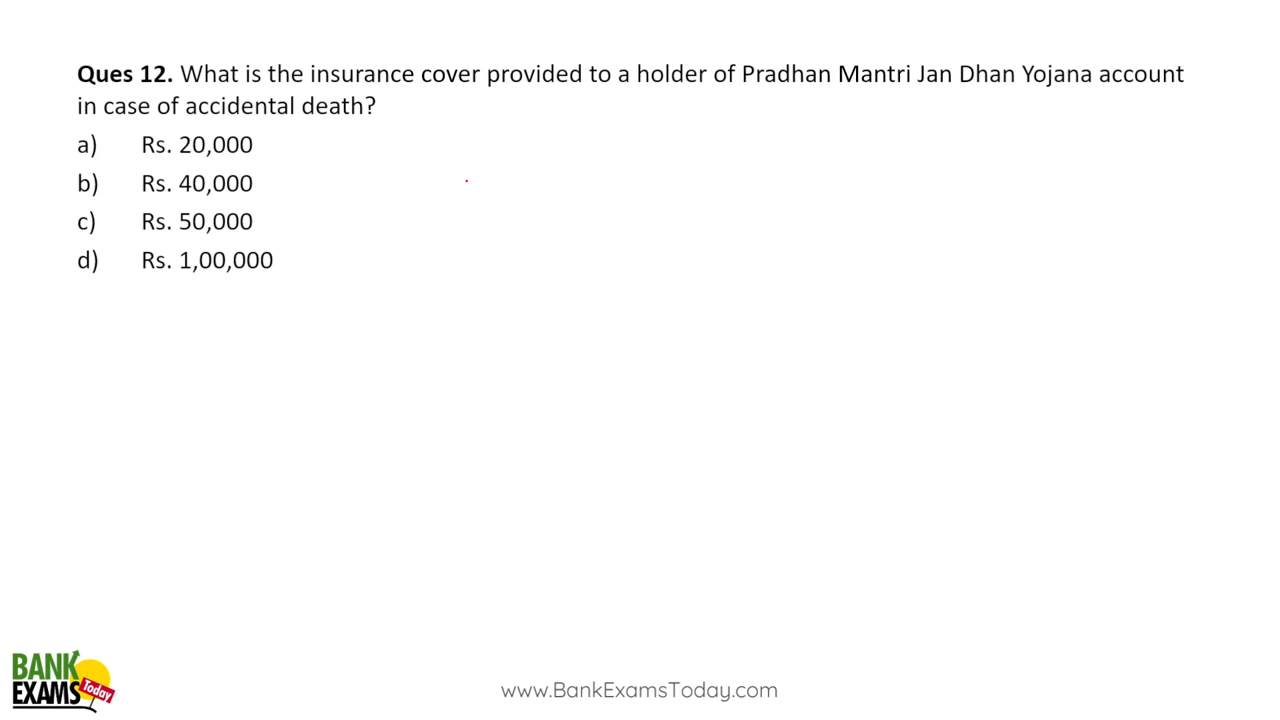 Ques 12. What is the insurance cover provided to a holder of Pradhan Mantri Jan Dhan Yojana account
in case of accidental death?
a) Rs. 20,000
b) Rs. 40,000
c) Rs. 50,000
d) Rs. 1,00,000
BANK
EXAMS
Today
www.BankExamsToday.com